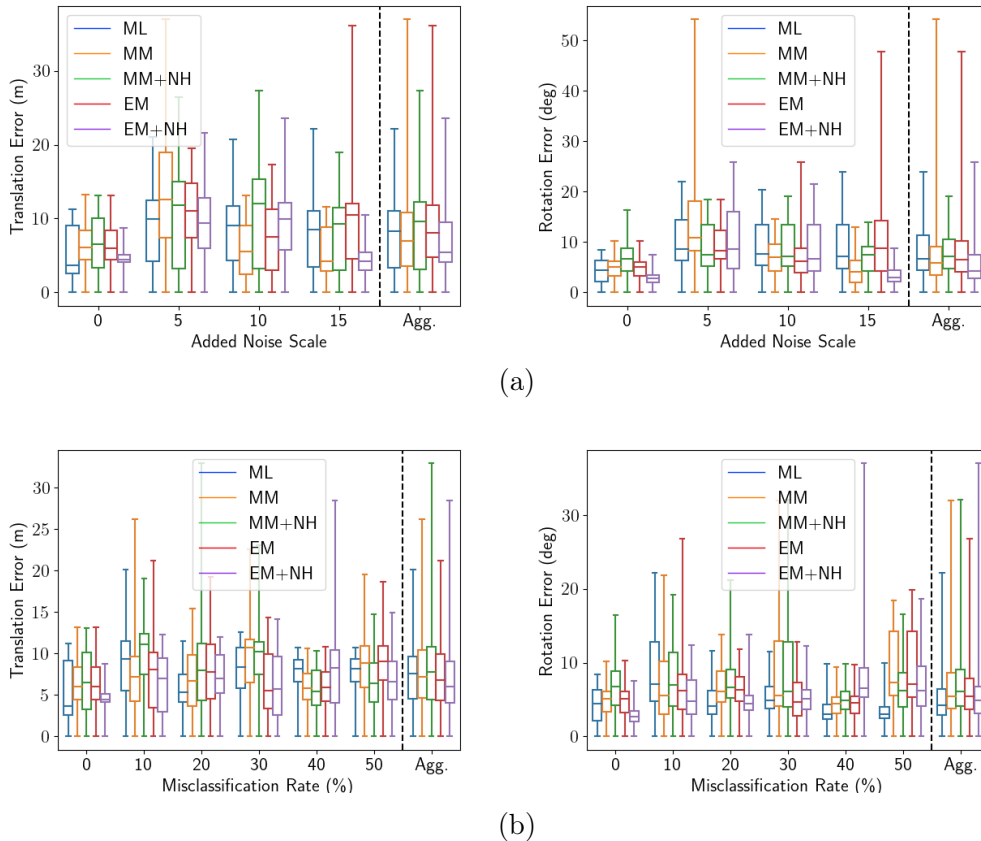 ML
MM
MM+NH
EM
EM+NH
Translation Error (m)
30
20
10
0
0 5 10 15 Agg.
Added Noise Scale
ML
MM
MM+NH
EM
EM+NH
Rotation Error (deg)
50
40
30
20
10
0
0 5 10 15 Agg.
Added Noise Scale
(a)
ML
MM
MM+NH
EM
EM+NH
Translation Error (m)
30
25
20
15
10
5
0
0 10 20 30 40 50 Agg.
Misclassification Rate (%)
ML
MM
MM+NH
EM
EM+NH
Rotation Error (deg)
30
20
10
0
0 10 20 30 40 50 Agg.
Misclassification Rate (%)
(b)